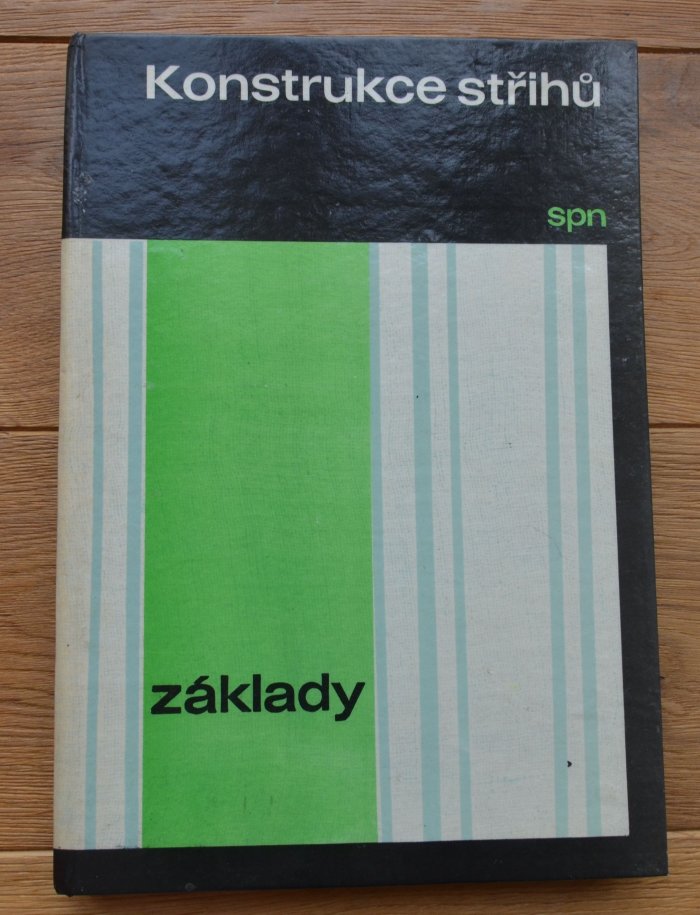 Konstrukce střihů
spn
základy